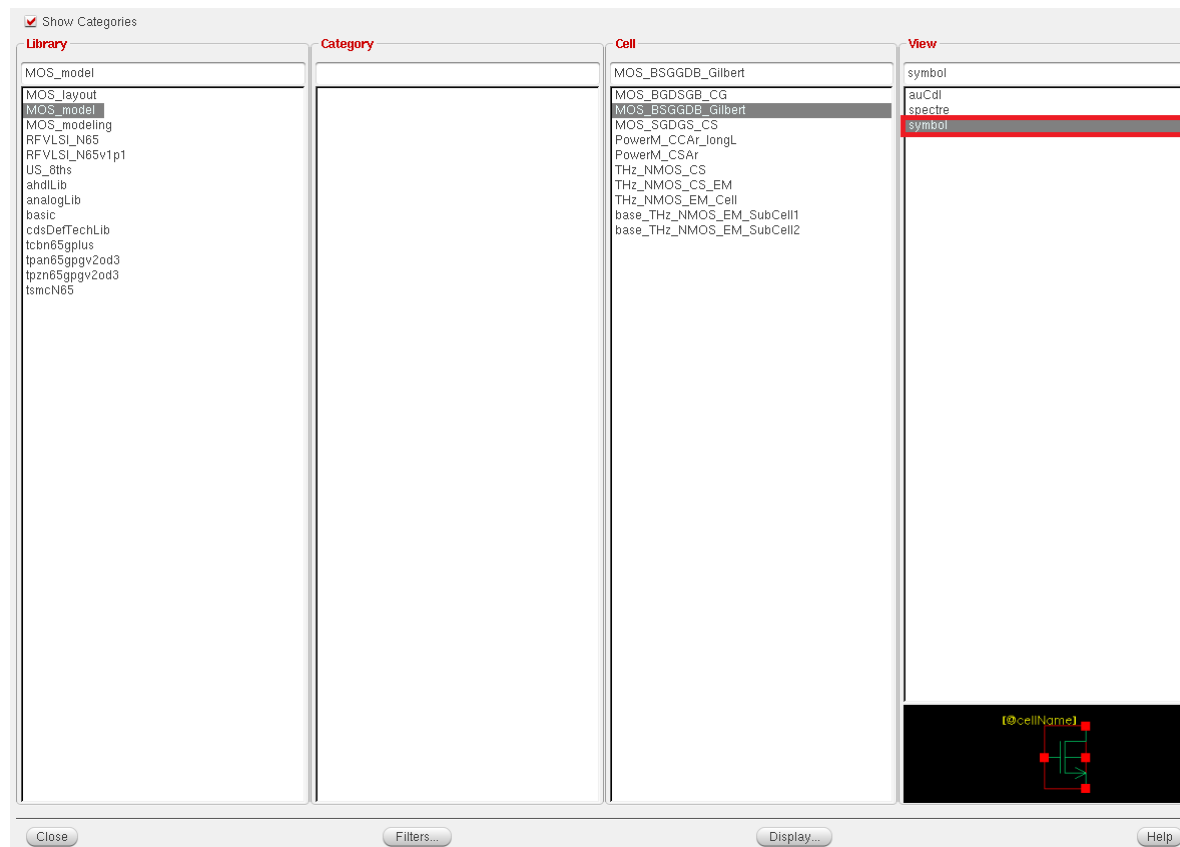 Show Categories
Library
MOS_model
MOS_layout
MOS_model
MOS_modeling
RFVLSI_N65
RFVLSI_N65v1p1
US_8ths
ahdlLib
analogLib
basic
cdsDefTechLib
tcbn65gplus
tpan65gpgv2od3
tpzn65gpgv2od3
tsmcN65
Category
Cell
MOS_BSGGDB_Gilbert
MOS_BGDSGB_CG
MOS_BSGGDB_Gilbert
MOS_SGDGS_CS
PowerM_CCAr_longL
PowerM_CSAr
THz_NMOS_CS
THz_NMOS_CS_EM
THz_NMOS_EM_Cell
base_THz_NMOS_EM_SubCell1
base_THz_NMOS_EM_SubCell2
View
symbol
auCdl
spectre
symbol
[@cellName]
Close
Filters...
Display...
Help